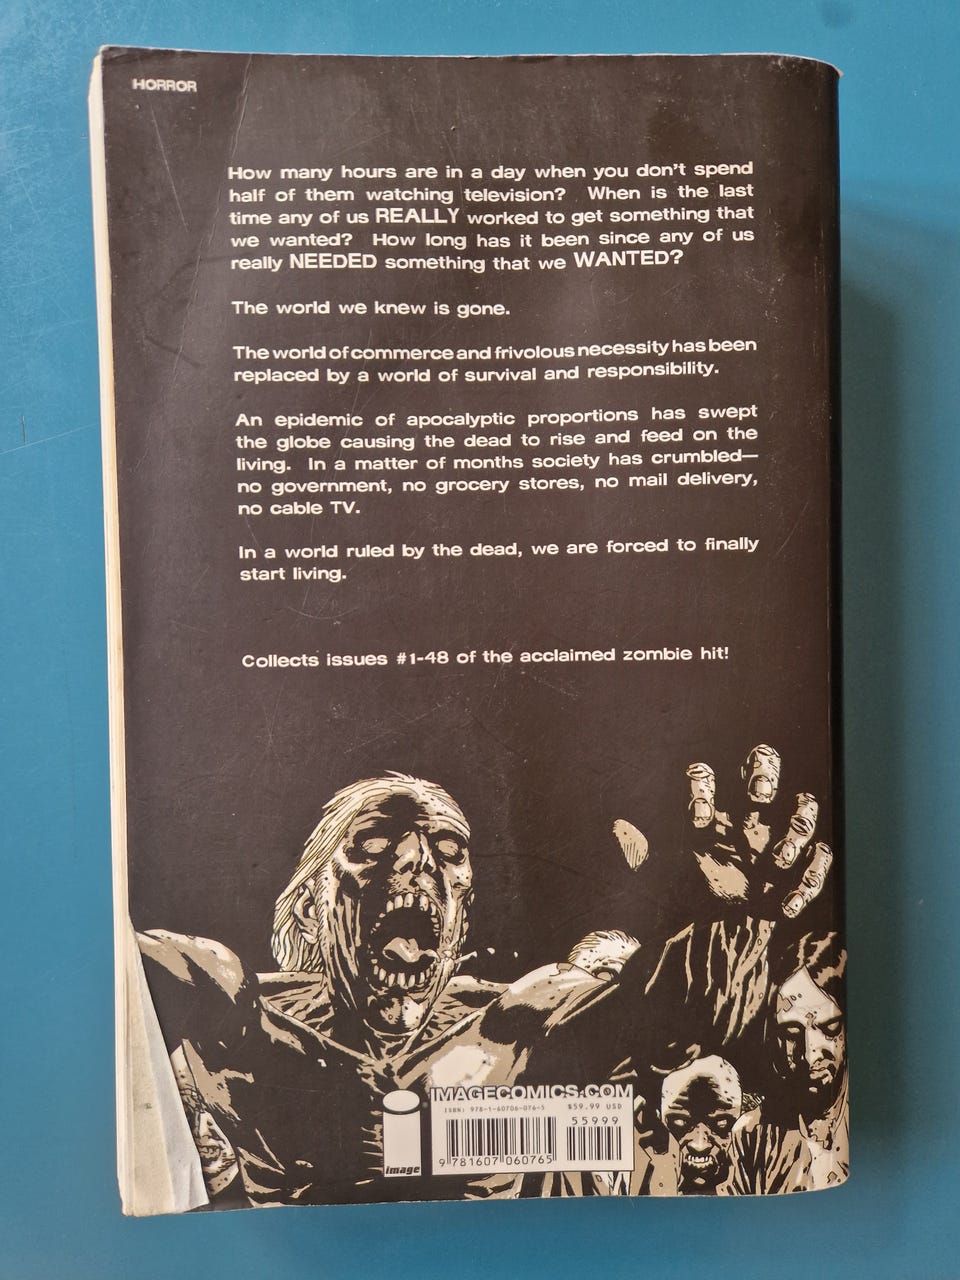 HORROR
How many hours are in a day when you don't spend
half of them watching television? When is the last
time any of us REALLY worked to get something that
we wanted? How long has it been since any of us
really NEEDED something that we WANTED?
The world we knew is gone.
The world of commerce and frivolous necessity has been
replaced by a world of survival and responsibility.
An epidemic of apocalyptic proportions has swept
the globe causing the dead to rise and feed on the
living. In a matter of months society has crumbled—
no government, no grocery stores, no mail delivery,
no cable TV.
In a world ruled by the dead, we are forced to finally
start living.
Collects issues #1-48 of the acclaimed zombie hit!
IMAGECOMICS.COM
ISBN: 978-1-60706-076-5 $59.99 USD
55999
9 781607 060765
image